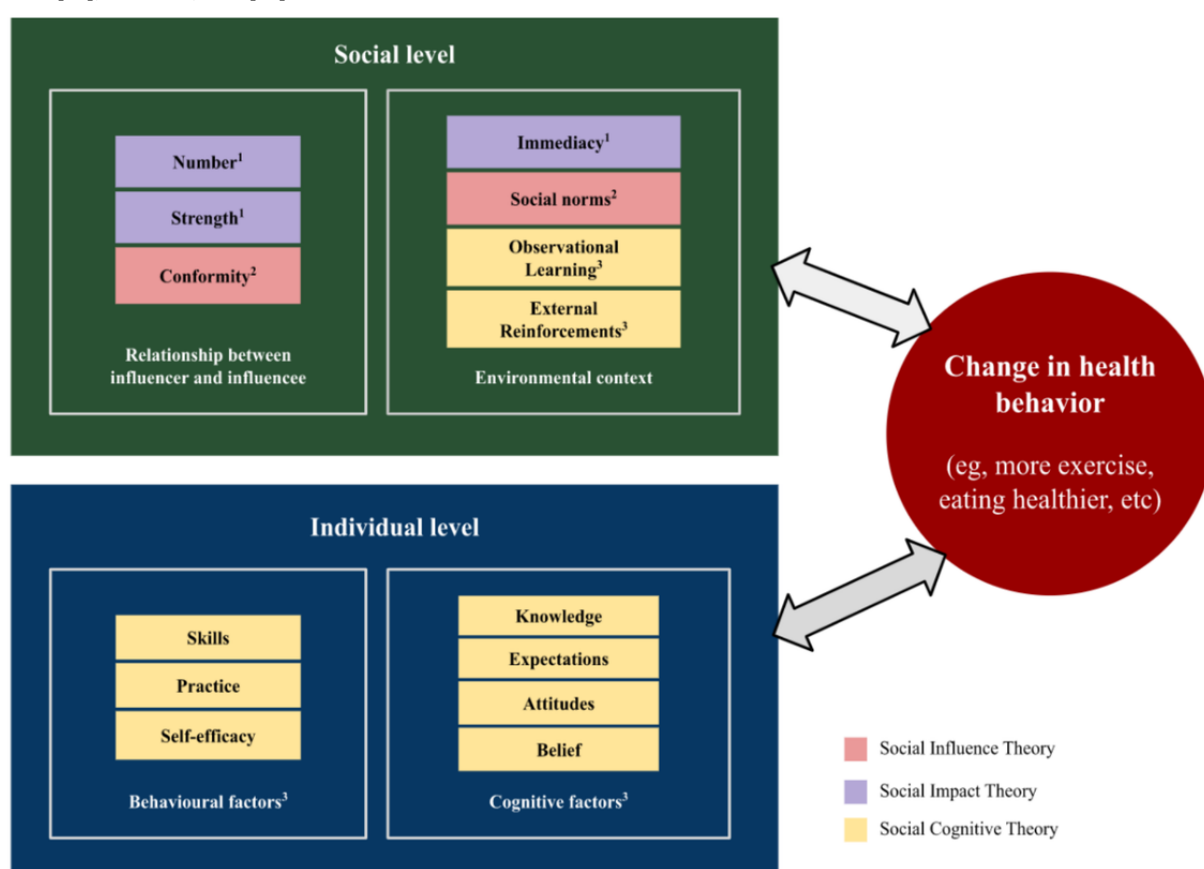 Social level
Number¹
Strength¹
Conformity²
Relationship between
influencer and influencee
Immediacy¹
Social norms²
Observational
Learning³
External
Reinforcements³
Environmental context
Change in health
behavior
(eg, more exercise,
eating healthier, etc)
Individual level
Skills
Practice
Self-efficacy
Behavioural factors³
Knowledge
Expectations
Attitudes
Belief
Cognitive factors³
Social Influence Theory
Social Impact Theory
Social Cognitive Theory